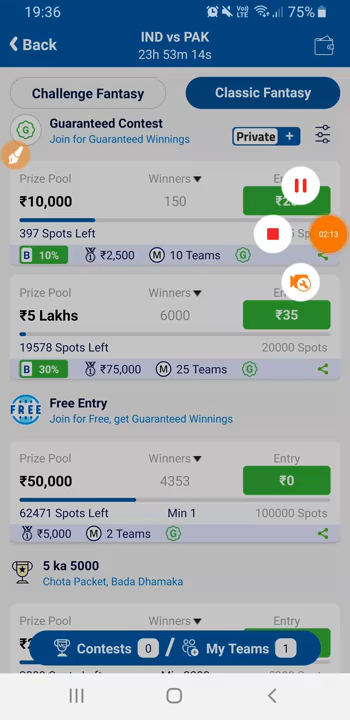 19:36
Vo) LTE 75%
Back
IND vs PAK
23h 53m 14s
Challenge Fantasy
Classic Fantasy
Guaranteed Contest
Join for Guaranteed Winnings
Private +
Prize Pool Winners
₹10,000 150
397 Spots Left Spots
B 10% ₹2,500 M 10 Teams G
02:13
₹5 Lakhs 6000 ₹35
19578 Spots Left 20000 Spots
B 30% ₹75,000 M 25 Teams G
FREE
Free Entry
Join for Free, get Guaranteed Winnings
Prize Pool Winners Entry
₹50,000 4353 ₹0
62471 Spots Left Min 1 100000 Spots
₹5,000 M 2 Teams G
5 ka 5000
Chota Packet, Bada Dhamaka
Prize Pool Winners Entry
Contests 0 / My Teams 1